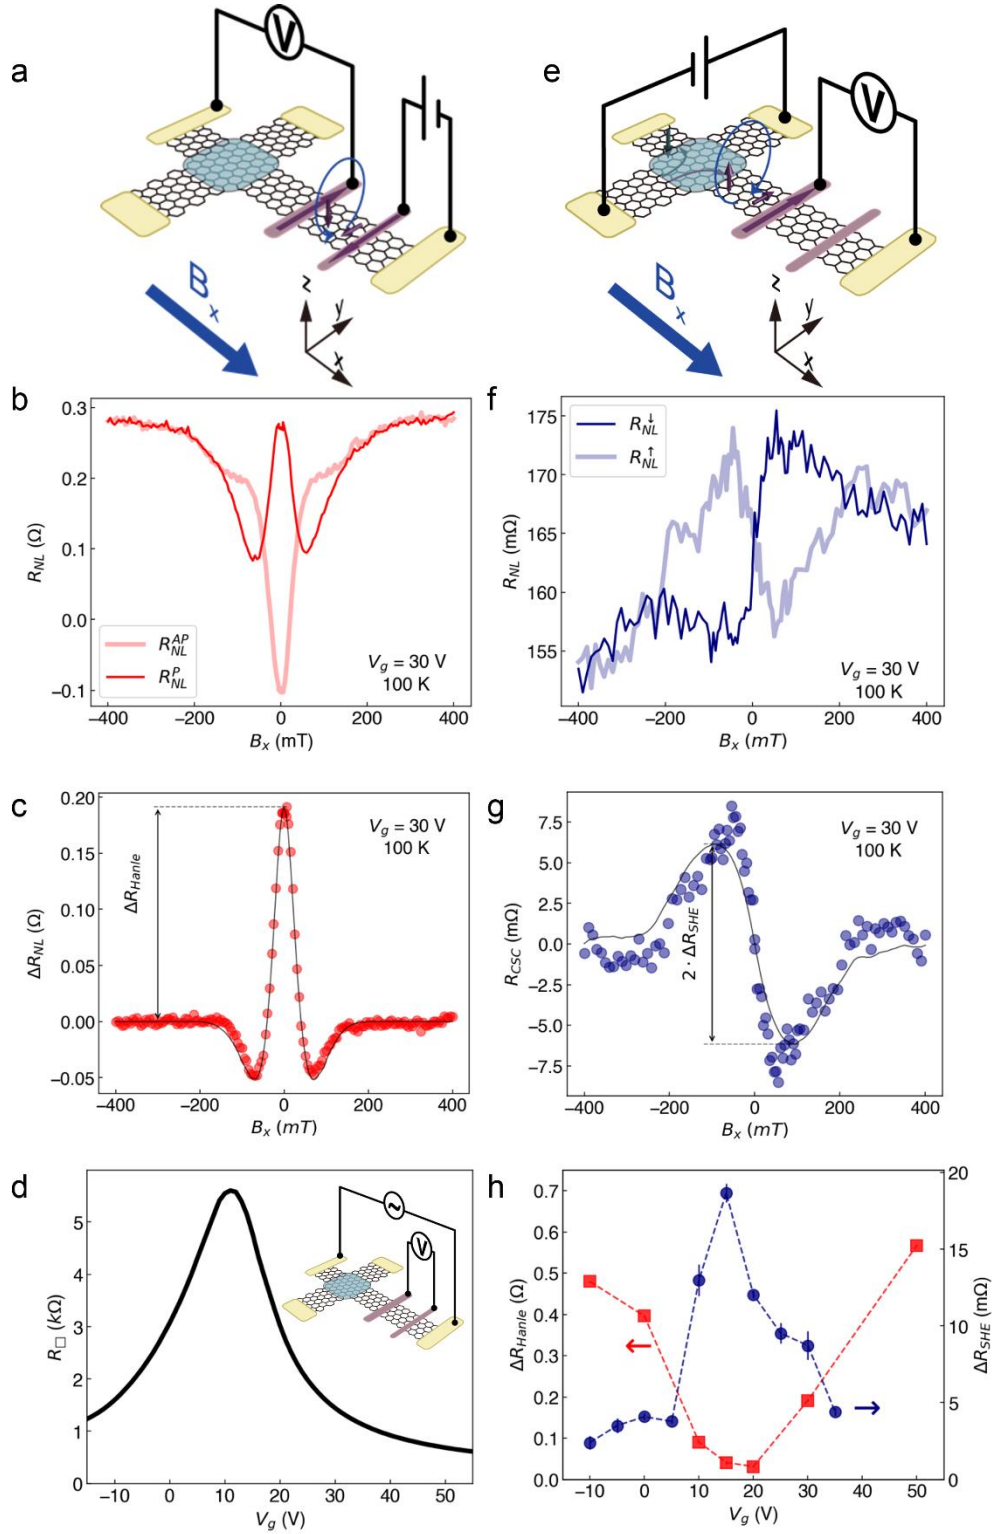 a
V
B
x
z
y
x
e
V
B
x
z
y
x
b
0.3
0.2
0.1
0.0
−0.1
R_NL (Ω)
R_NL^AP
R_NL^P
V_g = 30 V
100 K
−400 −200 0 200 400
B_x (mT)
f
175
170
165
160
155
R_NL (mΩ)
R_NL^↓
R_NL^↑
V_g = 30 V
100 K
−400 −200 0 200 400
B_x (mT)
c
0.20
0.15
0.10
0.05
0.00
−0.05
ΔR_NL (Ω)
ΔR_Hanle
V_g = 30 V
100 K
−400 −200 0 200 400
B_x (mT)
g
7.5
5.0
2.5
0.0
−2.5
−5.0
−7.5
R_CSC (mΩ)
2 · ΔR_SHE
V_g = 30 V
100 K
−400 −200 0 200 400
B_x (mT)
d
5
4
3
2
1
0
R_□ (kΩ)
~
V
−10 0 10 20 30 40 50
V_g (V)
h
0.7
0.6
0.5
0.4
0.3
0.2
0.1
0.0
ΔR_Hanle (Ω)
←
→
20
15
10
5
0
ΔR_SHE (mΩ)
−10 0 10 20 30 40 50
V_g (V)